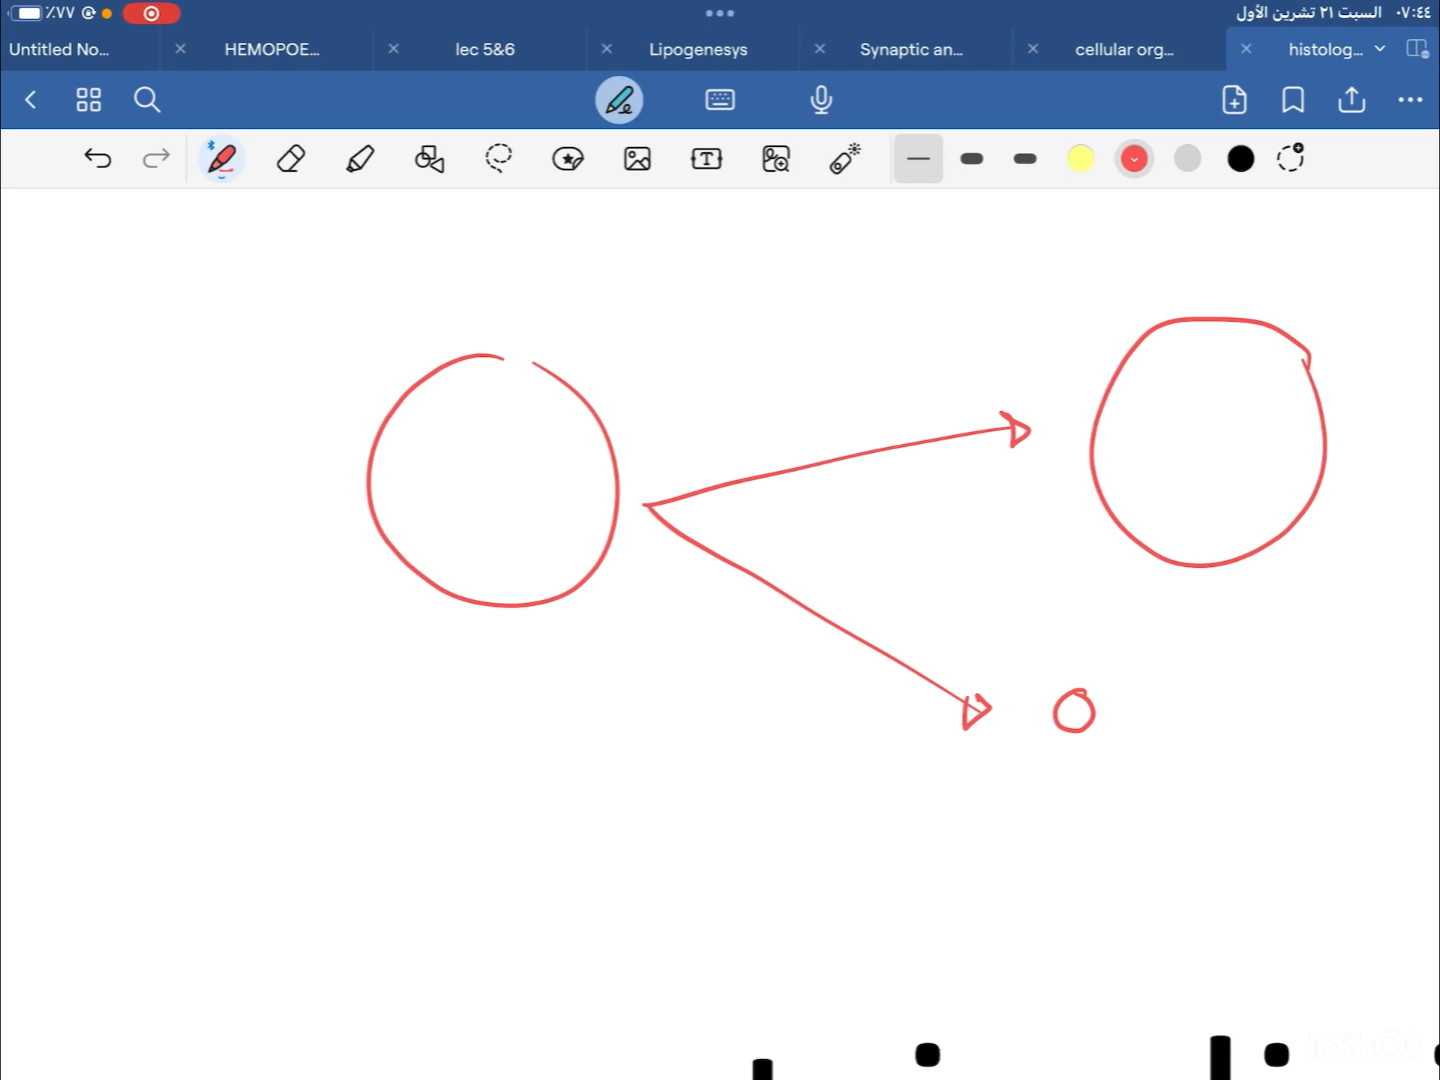 ٪٧٧
السبت ٢١ تشرين الأول ٠٧:٤٤
Untitled No...
HEMOPOE...
lec 5&6
Lipogenesys
Synaptic an...
cellular org...
histolog...
InShOt